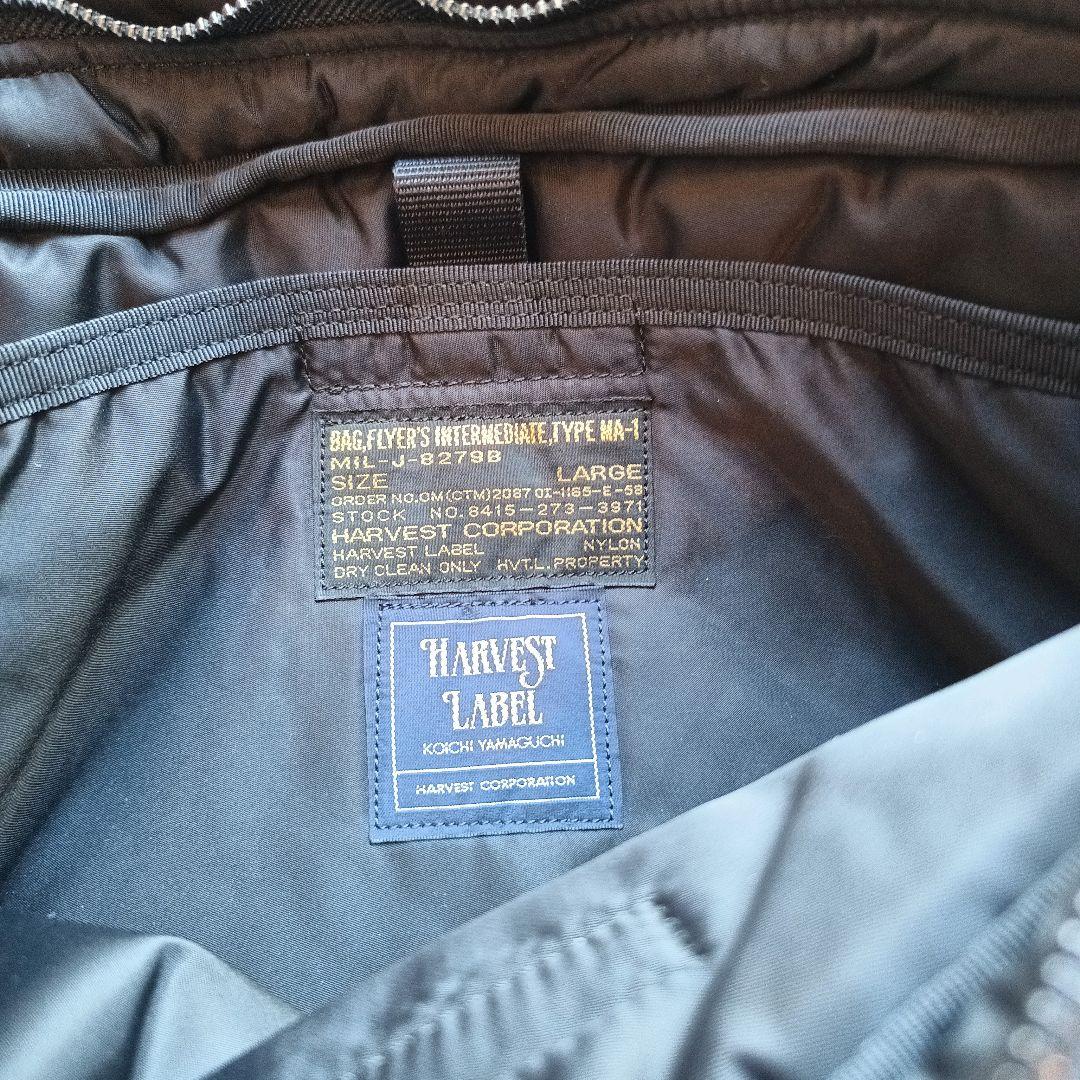 BAG,FLYER'S INTERMEDIATE,TYPE MA-1
MIL-J-8279B
SIZE LARGE
ORDER NO.OM(CTM)2087 OI-1165-E-58
STOCK NO.8415-273-3971
HARVEST CORPORATION
HARVEST LABEL NYLON
DRY CLEAN ONLY HVT.L.PROPERTY
HARVEST
LABEL
KOICHI YAMAGUCHI
HARVEST CORPORATION